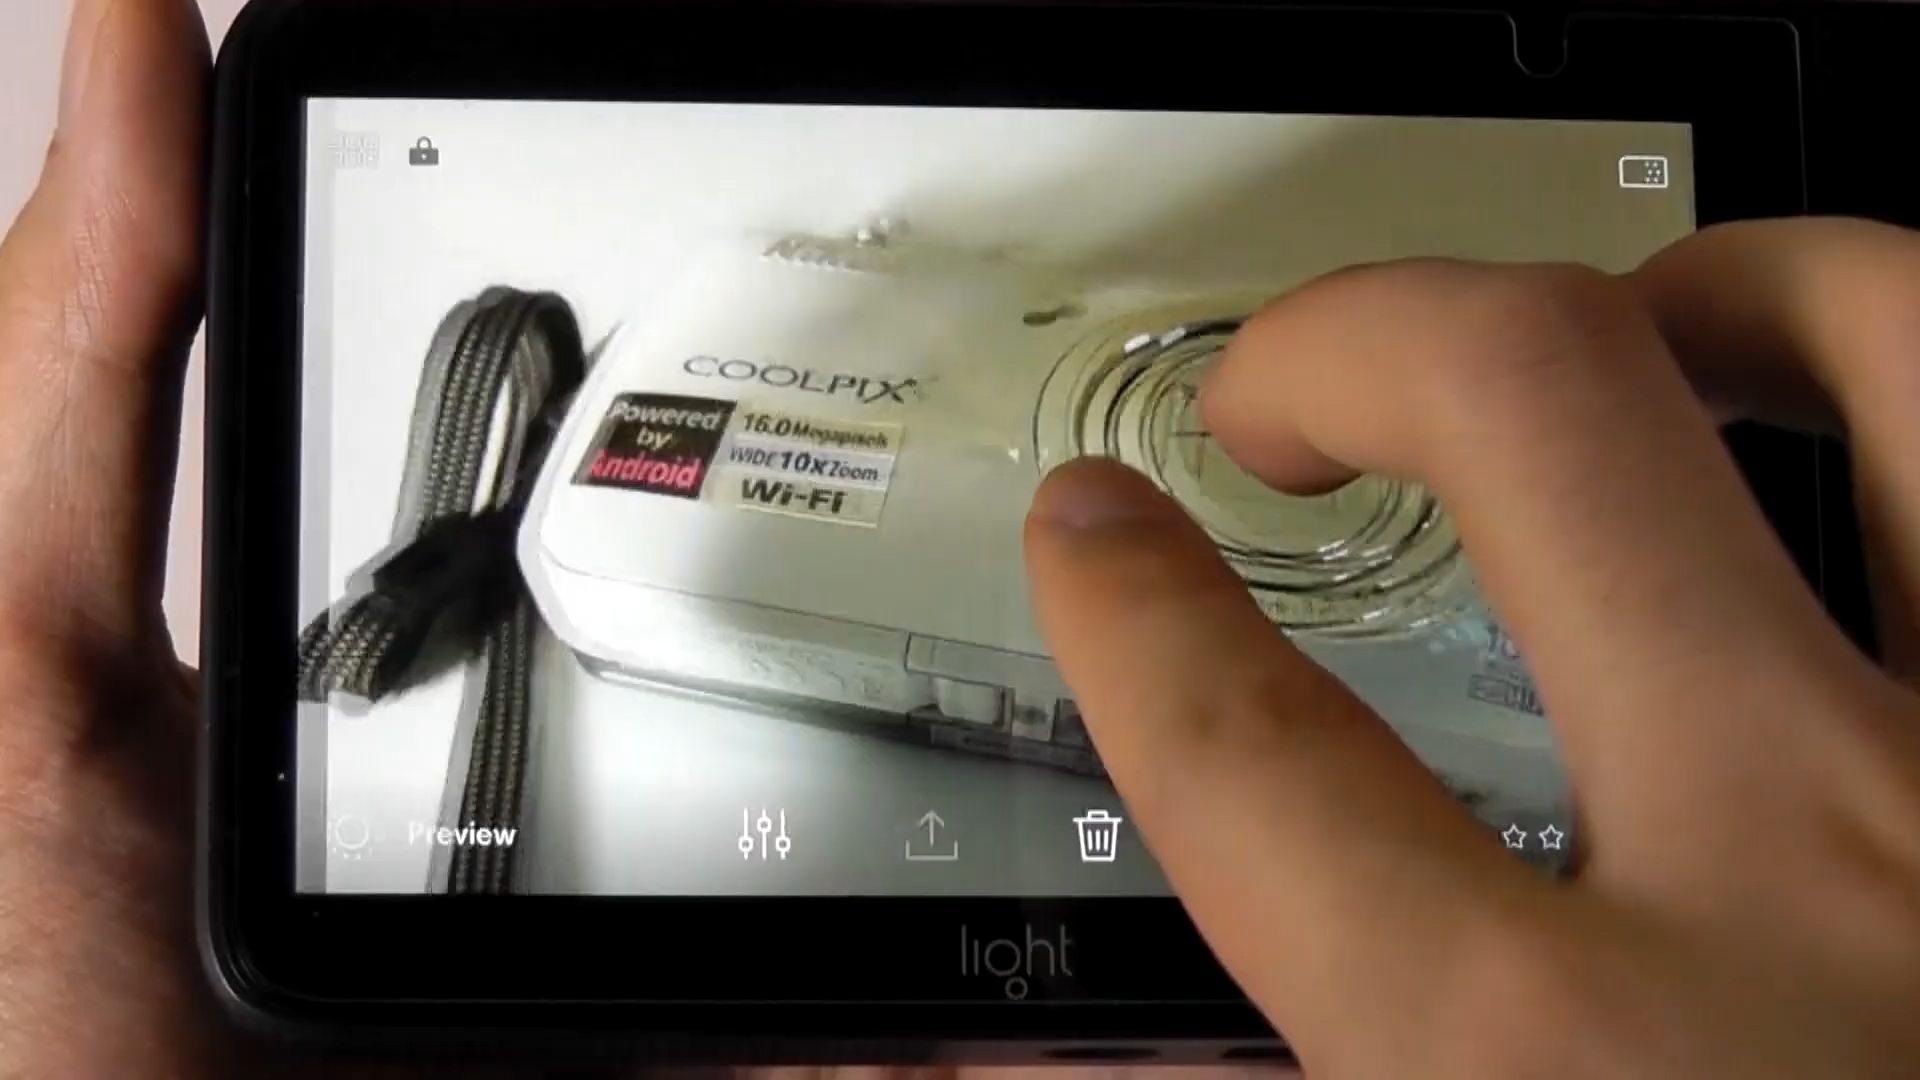 COOLPIX
Powered
by
Android
16.0 Megapixels
WIDE 10x Zoom
Wi-Fi
Preview
light